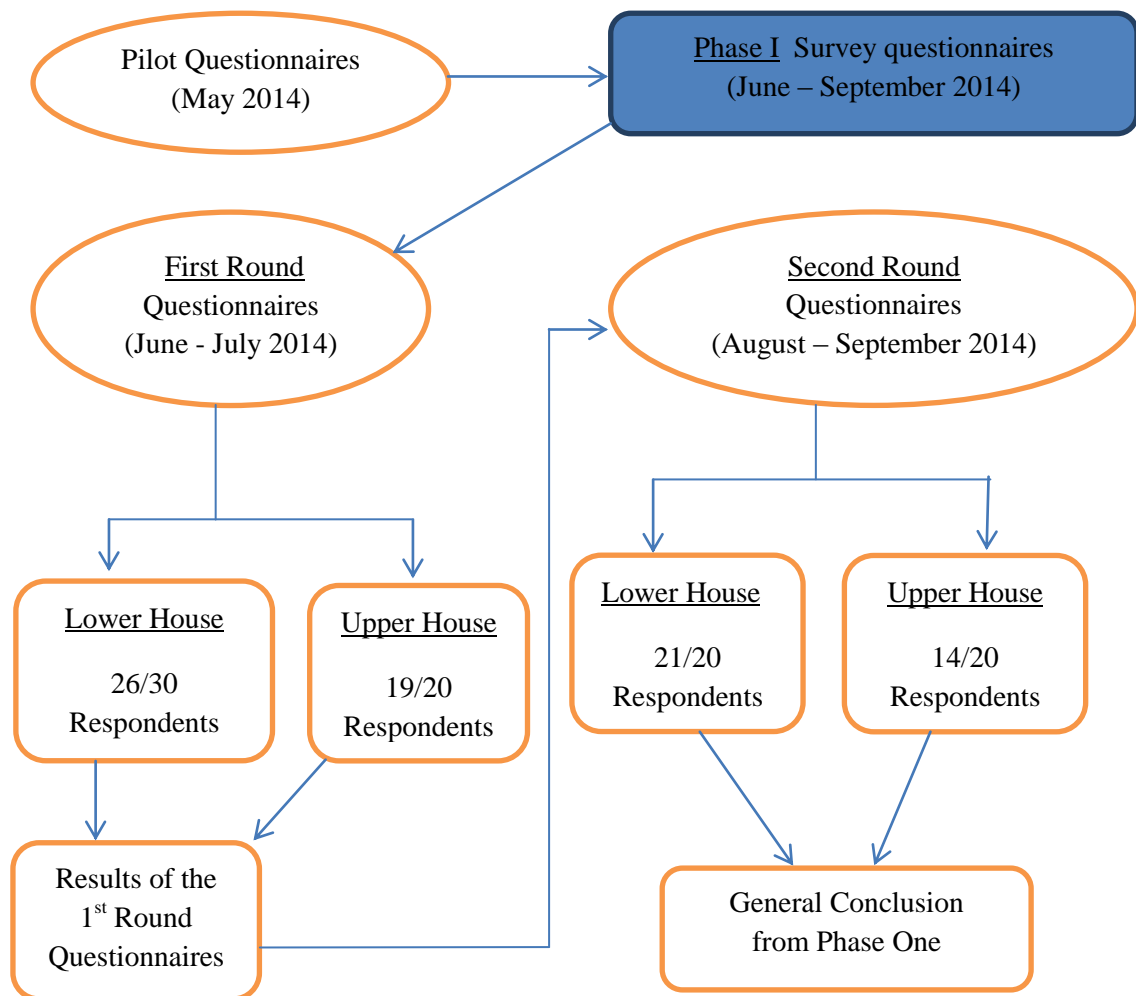 Pilot Questionnaires
(May 2014)
Phase I  Survey questionnaires
(June – September 2014)
First Round
Questionnaires
(June - July 2014)
Second Round
Questionnaires
(August – September 2014)
Lower House
26/30
Respondents
Upper House
19/20
Respondents
Lower House
21/20
Respondents
Upper House
14/20
Respondents
Results of the
1st Round
Questionnaires
General Conclusion
from Phase One